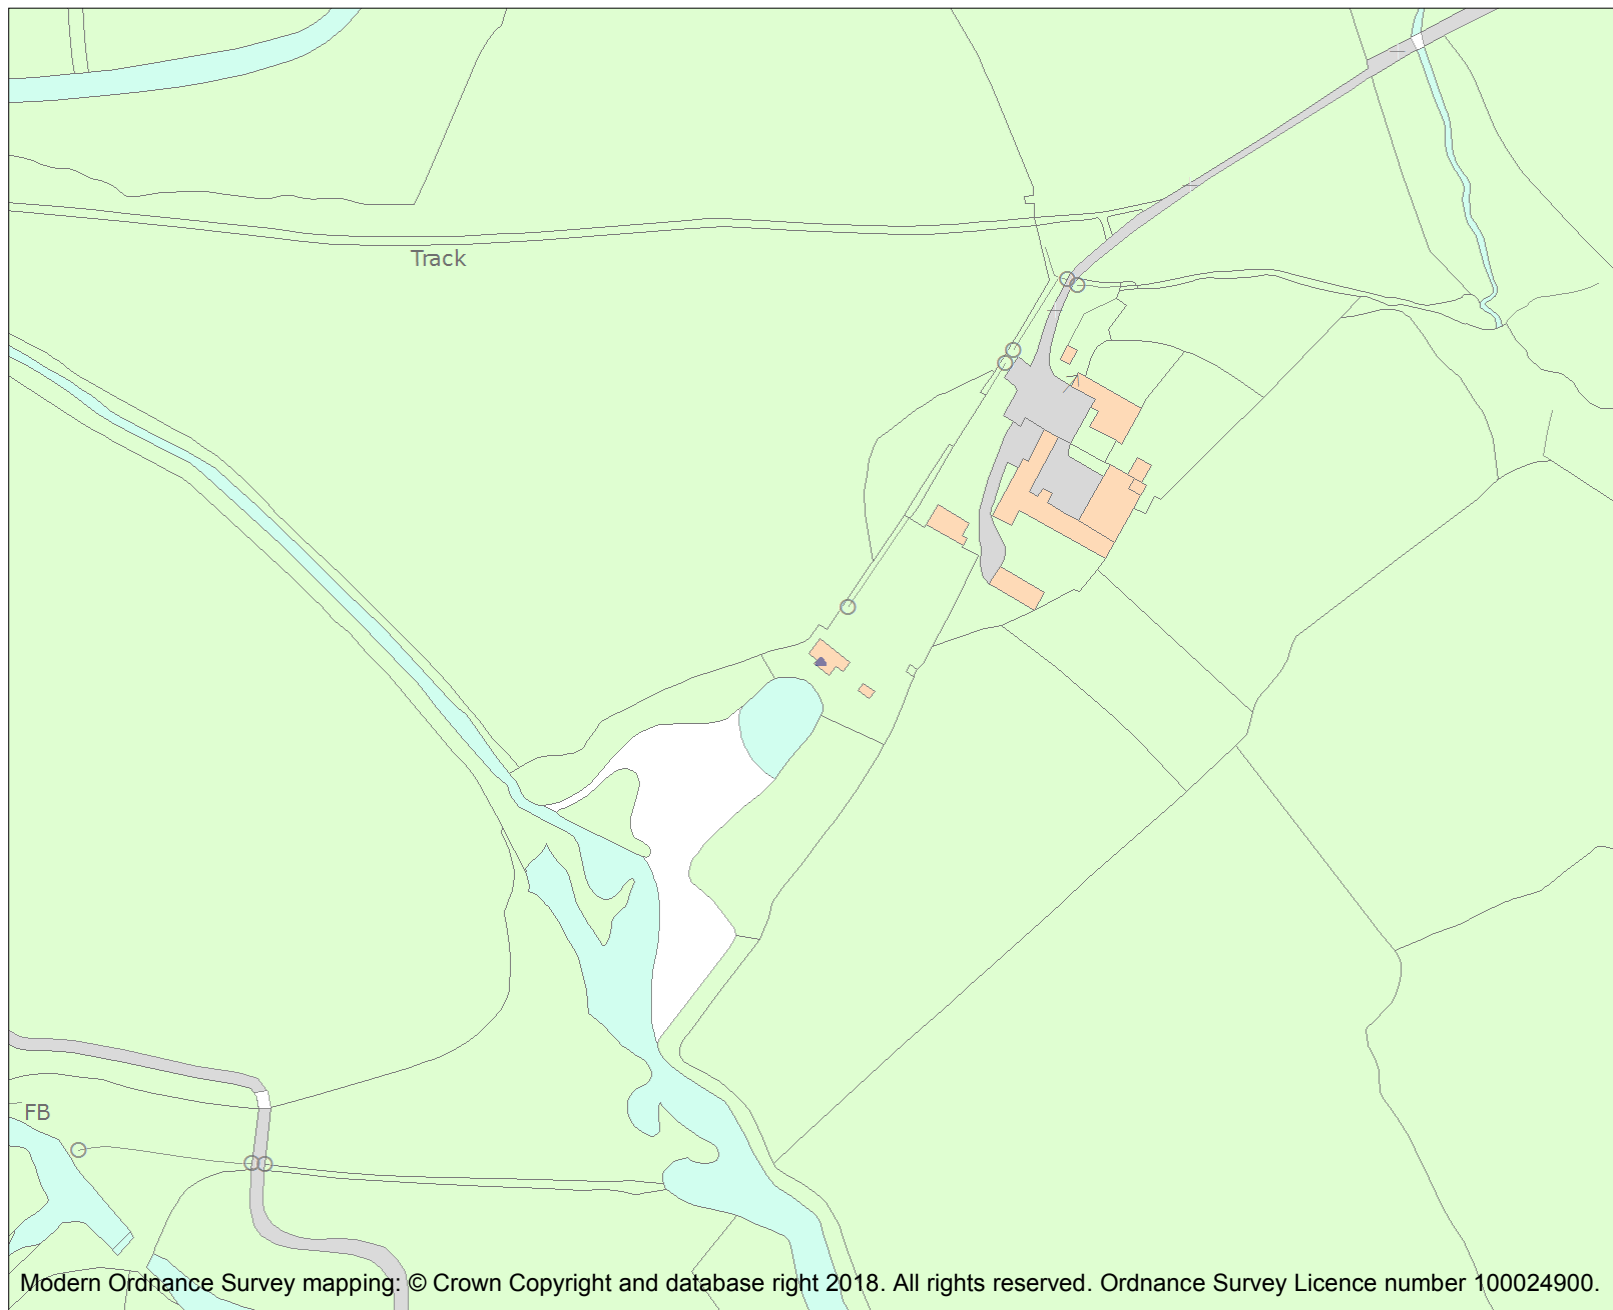 Track
FB
Modern Ordnance Survey mapping: © Crown Copyright and database right 2018. All rights reserved. Ordnance Survey Licence number 100024900.